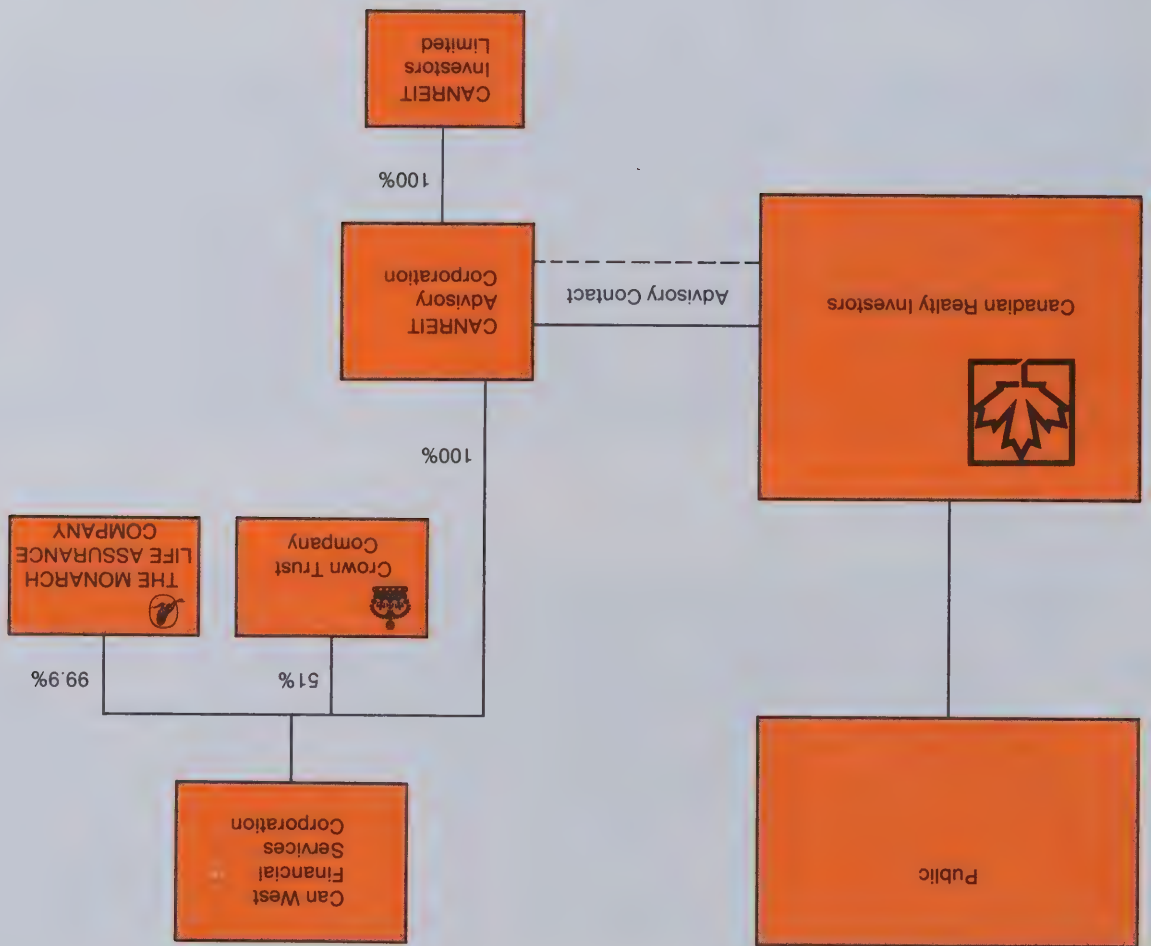 Public
Can West
Financial
Services
Corporation
51%
99.9%
Crown Trust
Company
THE MONARCH
LIFE ASSURANCE
COMPANY
100%
Canadian Realty Investors
Advisory Contact
CANREIT
Advisory
Corporation
100%
CANREIT
Investors
Limited